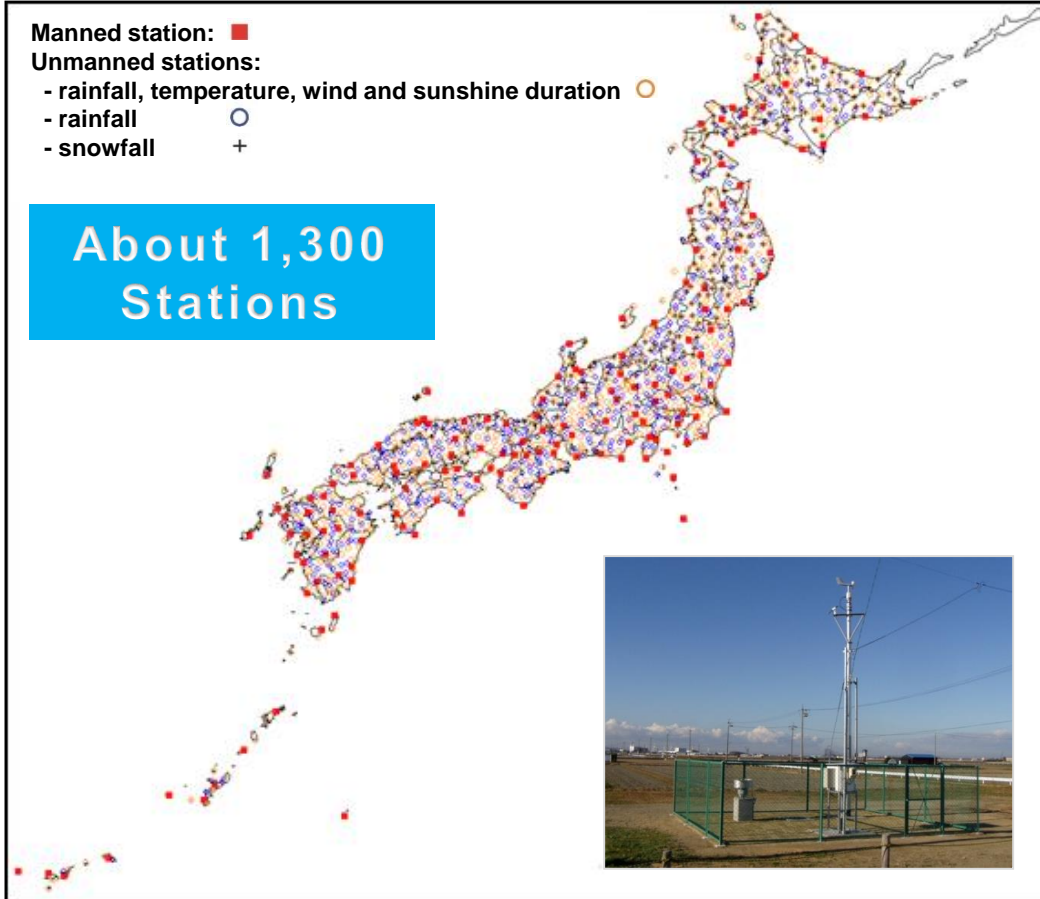 Manned station:
Unmanned stations:
- rainfall, temperature, wind and sunshine duration
- rainfall
- snowfall
About 1,300
Stations